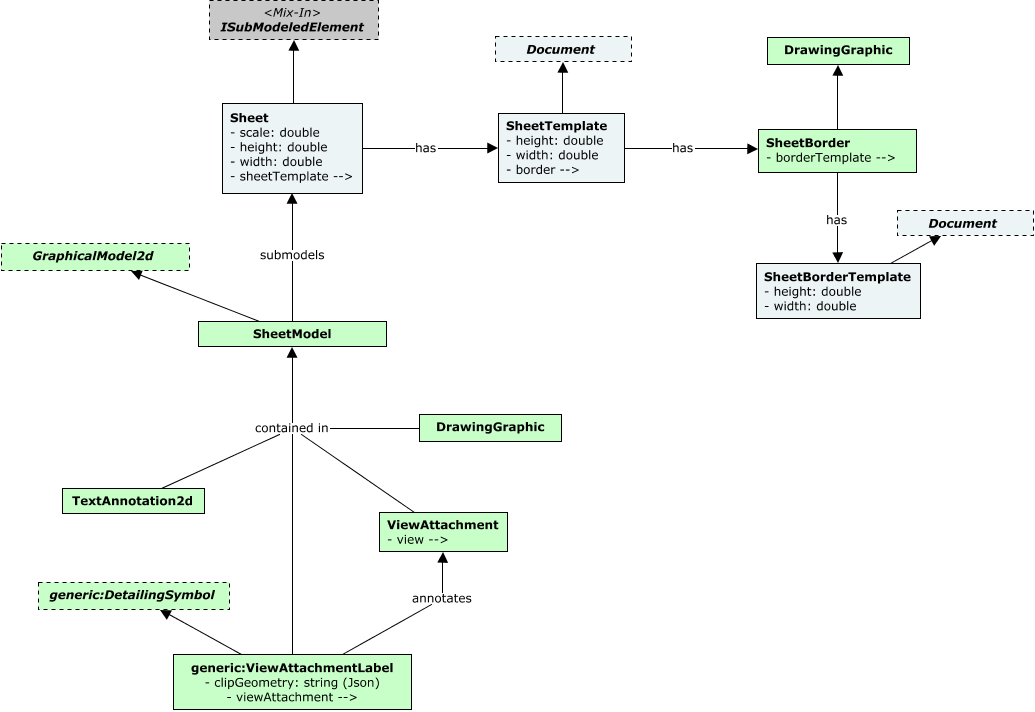 <Mix-In>
ISubModeledElement
Document
DrawingGraphic
Sheet
- scale: double
- height: double
- width: double
- sheetTemplate -->
has
SheetTemplate
- height: double
- width: double
- border -->
has
SheetBorder
- borderTemplate -->
has
Document
SheetBorderTemplate
- height: double
- width: double
submodels
GraphicalModel2d
SheetModel
contained in
DrawingGraphic
TextAnnotation2d
ViewAttachment
- view -->
annotates
generic:DetailingSymbol
generic:ViewAttachmentLabel
- clipGeometry: string (Json)
- viewAttachment -->